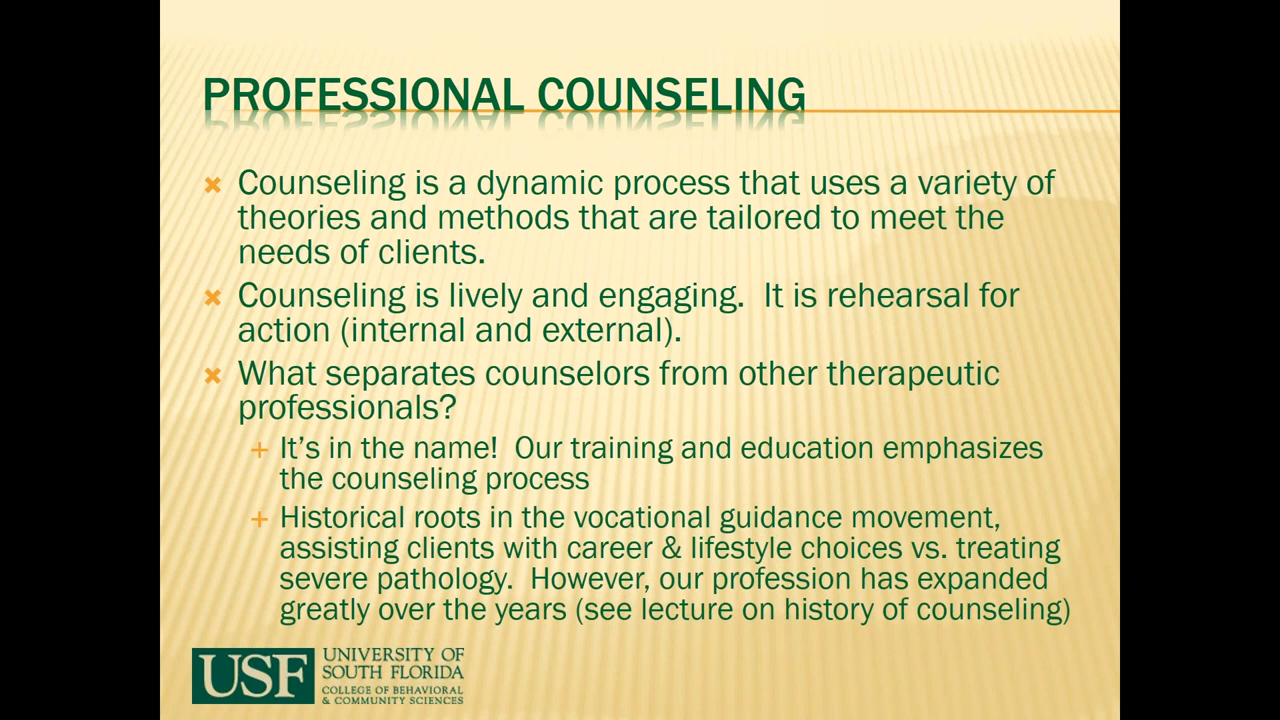 PROFESSIONAL COUNSELING
Counseling is a dynamic process that uses a variety of
theories and methods that are tailored to meet the
needs of clients.
Counseling is lively and engaging.  It is rehearsal for
action (internal and external).
What separates counselors from other therapeutic
professionals?
It's in the name!  Our training and education emphasizes
the counseling process
Historical roots in the vocational guidance movement,
assisting clients with career & lifestyle choices vs. treating
severe pathology.  However, our profession has expanded
greatly over the years (see lecture on history of counseling)
USF
UNIVERSITY OF
SOUTH FLORIDA
COLLEGE OF BEHAVIORAL
& COMMUNITY SCIENCES